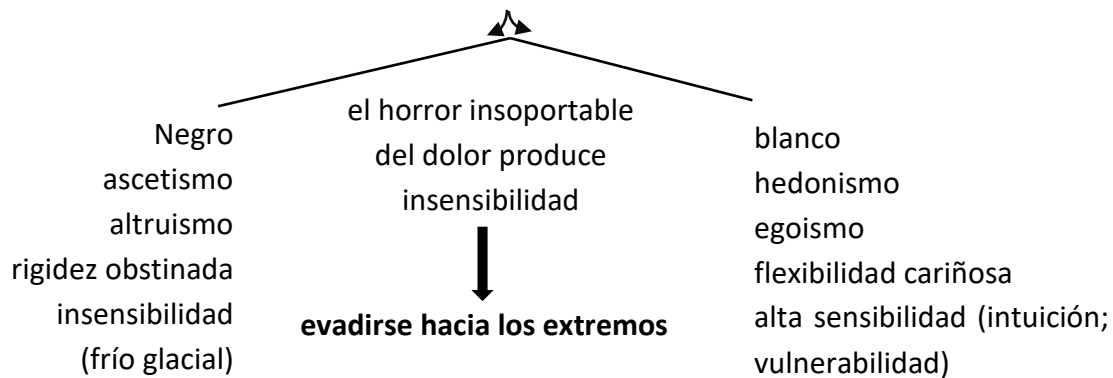 Negro
ascetismo
altruismo
rigidez obstinada
insensibilidad
(frío glacial)
el horror insoportable
del dolor produce
insensibilidad
evadirse hacia los extremos
blanco
hedonismo
egoismo
flexibilidad cariñosa
alta sensibilidad (intuición;
vulnerabilidad)